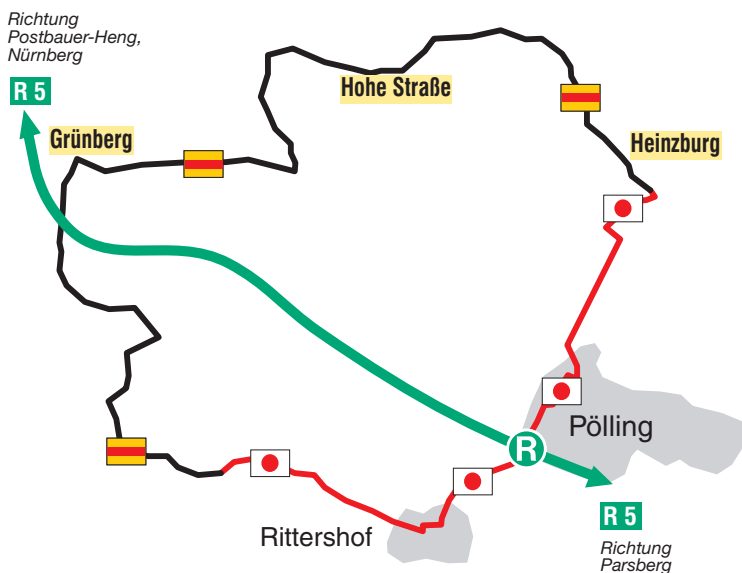 Richtung
Postbauer-Heng,
Nürnberg
R 5
Hohe Straße
Grünberg
Heinzburg
Pölling
R
R 5
Rittershof
Richtung
Parsberg